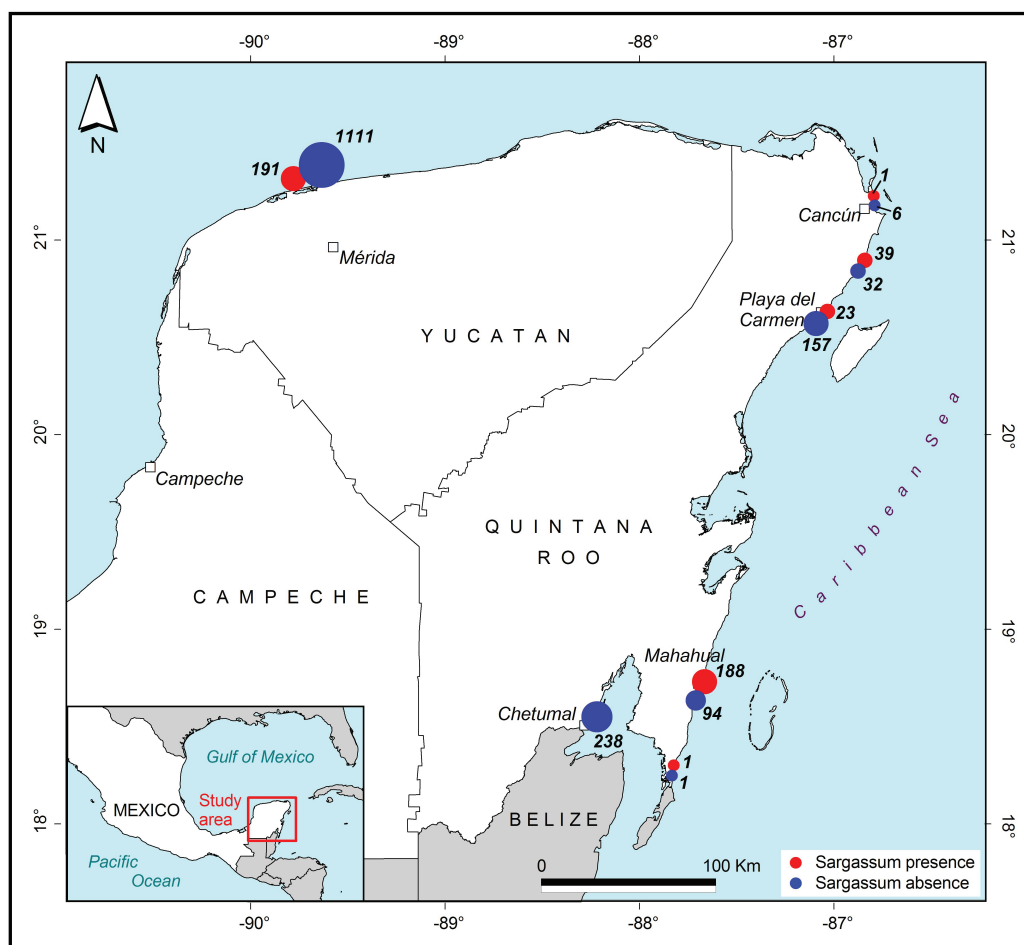 -90°
-89°
-88°
-87°
N
1111
191
1
Cancún
6
21°
21°
Mérida
39
32
Playa del
Carmen
23
157
YUCATAN
20°
20°
Campeche
Caribbean Sea
QUINTANA
ROO
CAMPECHE
19°
19°
Mahahual
188
94
Chetumal
238
1
1
Gulf of Mexico
MEXICO
Study
area
Pacific
Ocean
18°
18°
BELIZE
0
100 Km
Sargassum presence
Sargassum absence
-90°
-89°
-88°
-87°